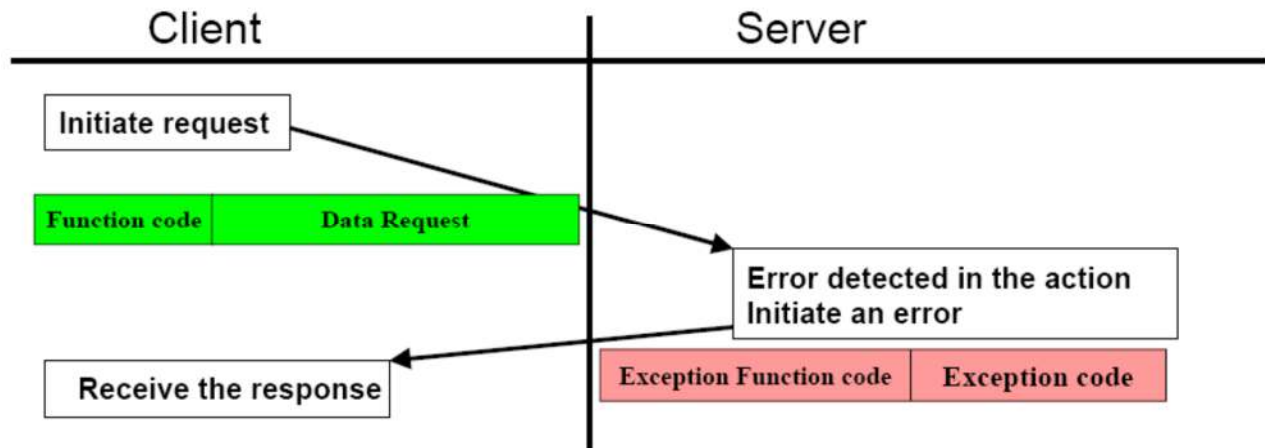 Client
Server
Initiate request
Function code
Data Request
Error detected in the action
Initiate an error
Receive the response
Exception Function code
Exception code